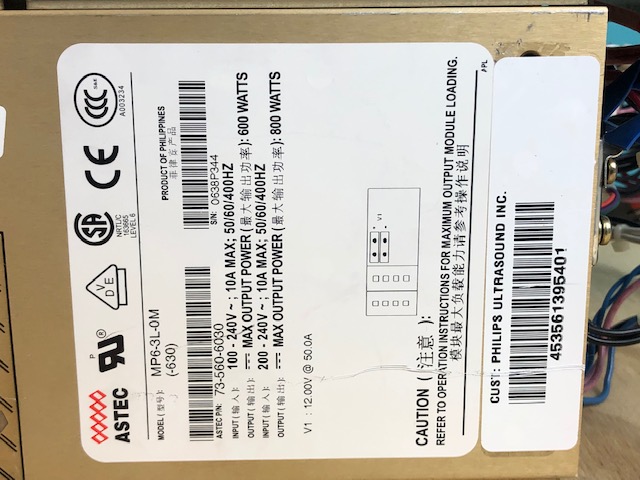 ASTEC
MODEL (型号): MP6-3L-0M
(-630)
PRODUCT OF PHILIPPINES
菲律宾产品
S/N: 0638P344
ASTEC P/N: 73-560-6030
INPUT (输入): 100 - 240V ~ ; 10A MAX; 50/60/400HZ
OUTPUT (输出): MAX OUTPUT POWER (最大输出功率): 600 WATTS
INPUT (输入): 200 - 240V ~ ; 10A MAX; 50/60/400HZ
OUTPUT (输出): MAX OUTPUT POWER (最大输出功率): 800 WATTS
V1 : 12.00V @ 50.0A
V1
CAUTION (注意):
REFER TO OPERATION INSTRUCTIONS FOR MAXIMUM OUTPUT MODULE LOADING.
模块最大负载能力请参考操作说明
P
RU
VDE
SA
NRTL/C
163665
LEVEL 6
CE
CCC
S&E
A003234
CUST: PHILIPS ULTRASOUND INC.
453561395401